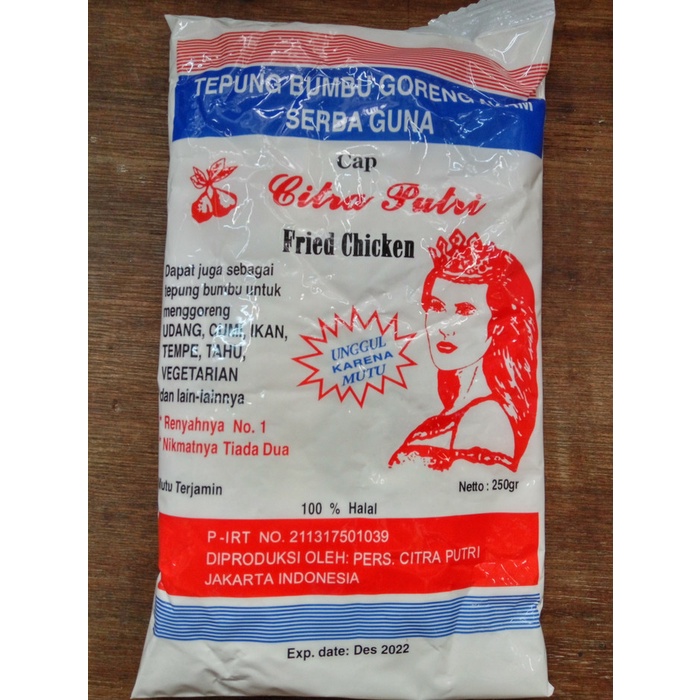 TEPUNG BUMBU GORENG AYAM
SERBA GUNA
Cap
Citra Putri
Fried Chicken
Dapat juga sebagai
tepung bumbu untuk
menggoreng
UDANG, CUMI, IKAN,
TEMPE, TAHU,
VEGETARIAN
dan lain-lainnya
* Renyahnya No. 1
* Nikmatnya Tiada Dua
UNGGUL
KARENA
MUTU
Mutu Terjamin
Netto : 250gr
100 % Halal
P-IRT NO. 211317501039
DIPRODUKSI OLEH: PERS. CITRA PUTRI
JAKARTA INDONESIA
Exp. date: Des 2022